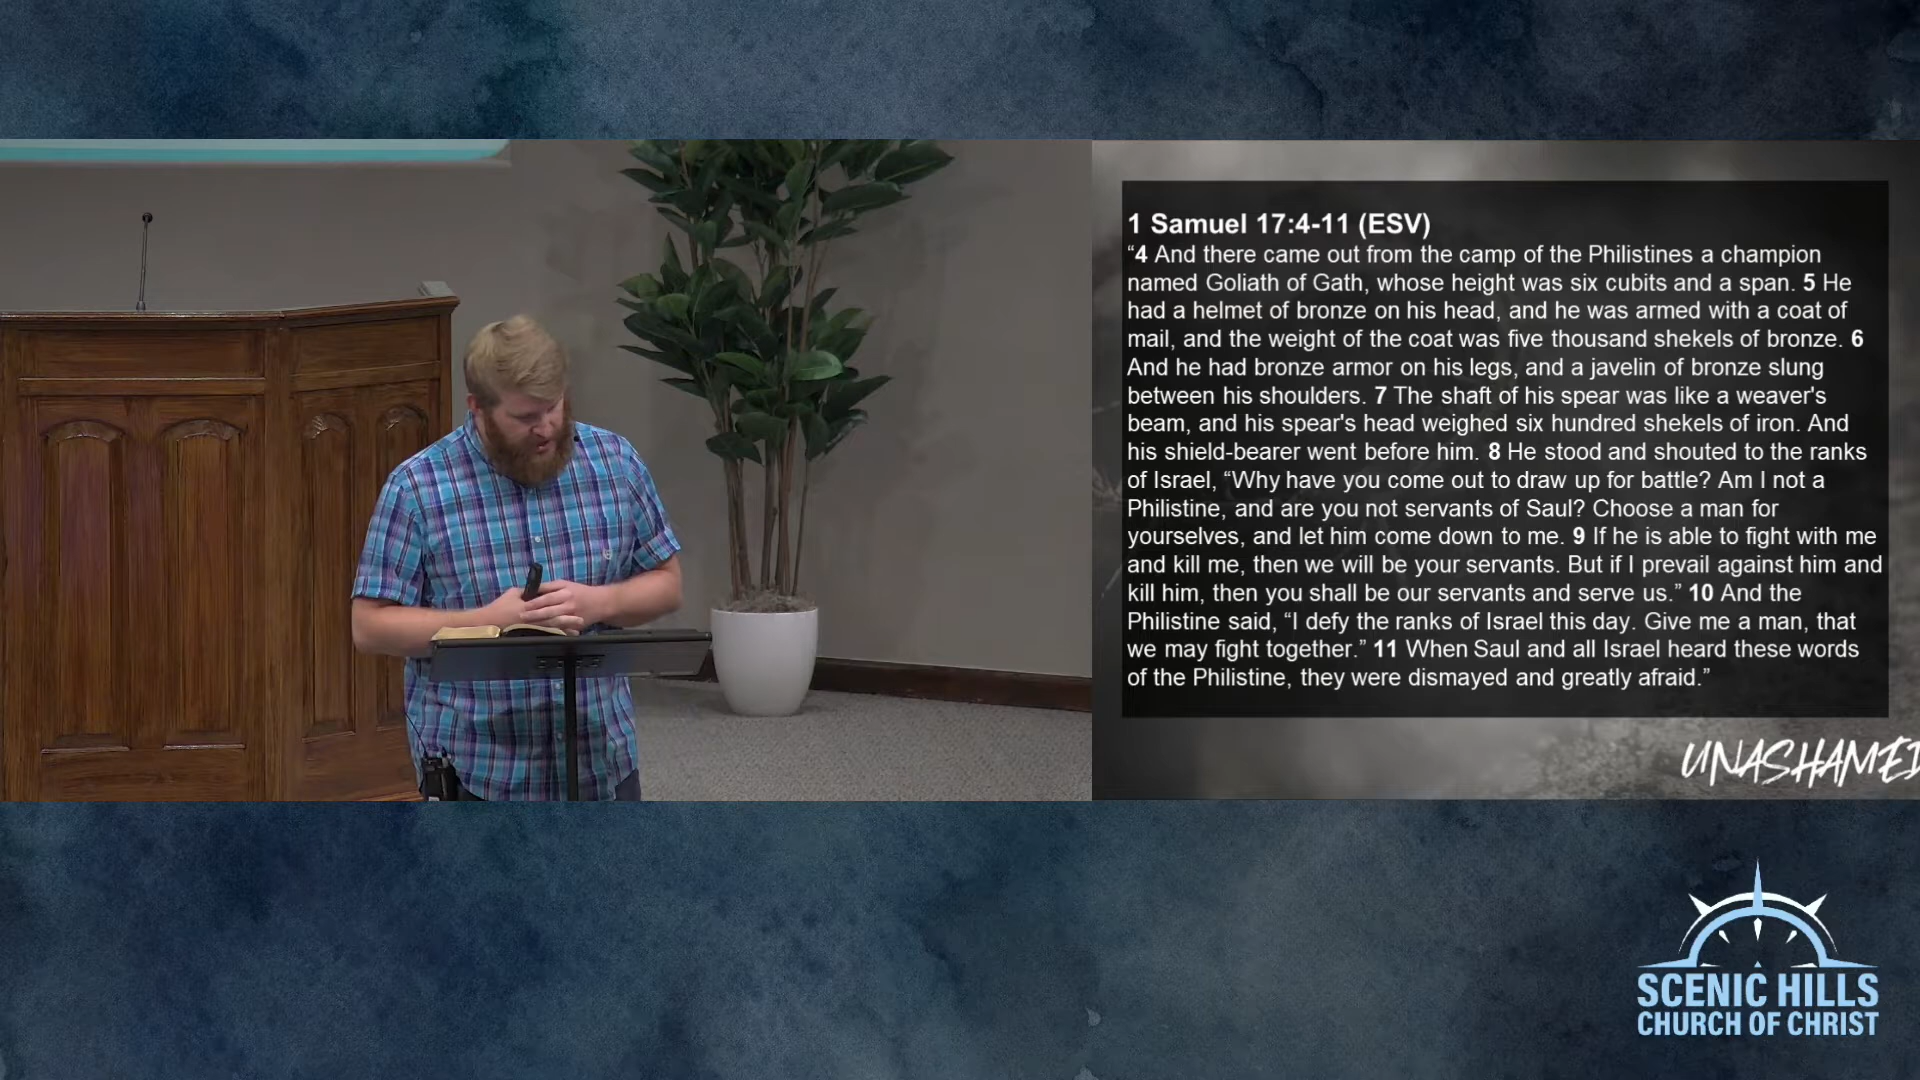 1 Samuel 17:4-11 (ESV)
“4 And there came out from the camp of the Philistines a champion
named Goliath of Gath, whose height was six cubits and a span. 5 He
had a helmet of bronze on his head, and he was armed with a coat of
mail, and the weight of the coat was five thousand shekels of bronze. 6
And he had bronze armor on his legs, and a javelin of bronze slung
between his shoulders. 7 The shaft of his spear was like a weaver's
beam, and his spear's head weighed six hundred shekels of iron. And
his shield-bearer went before him. 8 He stood and shouted to the ranks
of Israel, “Why have you come out to draw up for battle? Am I not a
Philistine, and are you not servants of Saul? Choose a man for
yourselves, and let him come down to me. 9 If he is able to fight with me
and kill me, then we will be your servants. But if I prevail against him and
kill him, then you shall be our servants and serve us.” 10 And the
Philistine said, “I defy the ranks of Israel this day. Give me a man, that
we may fight together.” 11 When Saul and all Israel heard these words
of the Philistine, they were dismayed and greatly afraid.”
UNASHAMED
SCENIC HILLS
CHURCH OF CHRIST